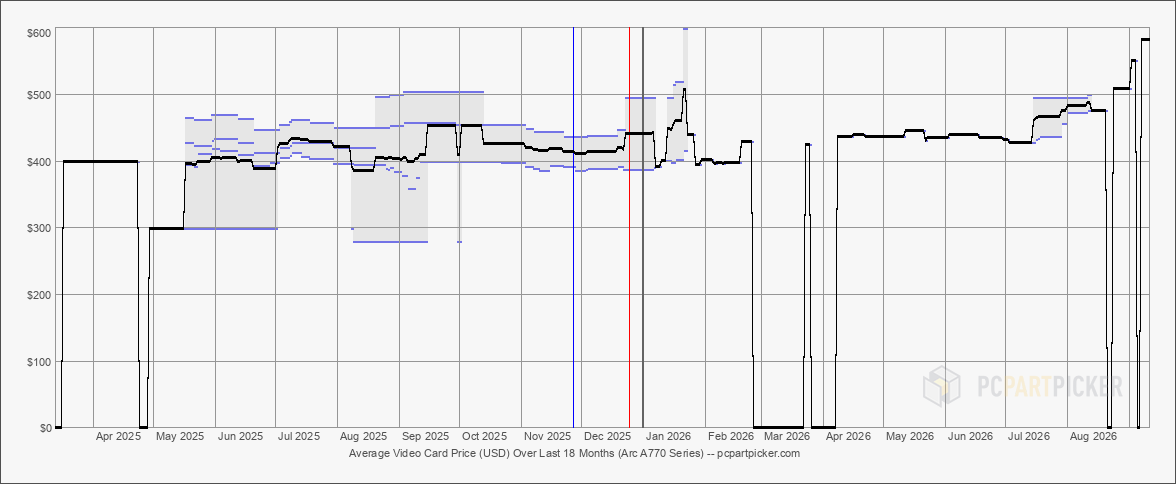 $600
$500
$400
$300
$200
$100
$0
PCPARTPICKER
Apr 2025 May 2025 Jun 2025 Jul 2025 Aug 2025 Sep 2025 Oct 2025 Nov 2025 Dec 2025 Jan 2026 Feb 2026 Mar 2026 Apr 2026 May 2026 Jun 2026 Jul 2026 Aug 2026
Average Video Card Price (USD) Over Last 18 Months (Arc A770 Series) -- pcpartpicker.com